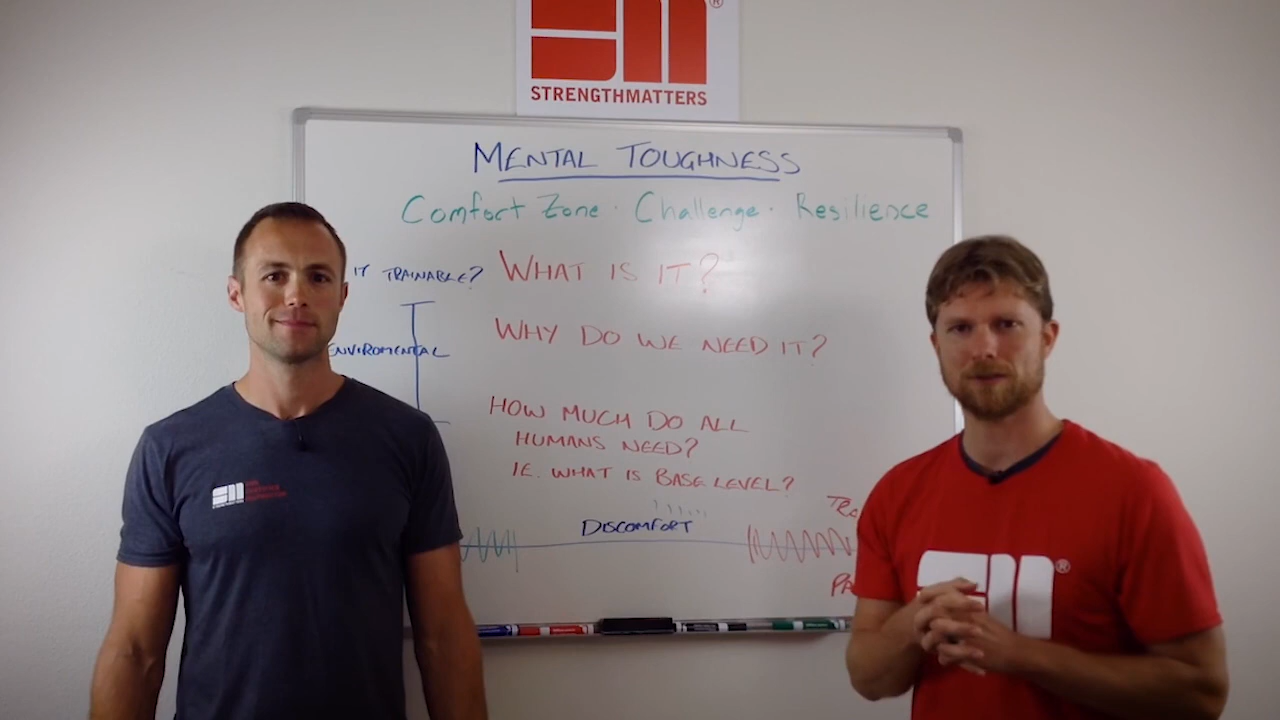 STRENGTHMATTERS
MENTAL TOUGHNESS
Comfort Zone · Challenge · Resilience
IT TRAINABLE?
WHAT IS IT?
ENVIROMENTAL
WHY DO WE NEED IT?
HOW MUCH DO ALL
HUMANS NEED?
IE. WHAT IS BASE LEVEL?
DISCOMFORT